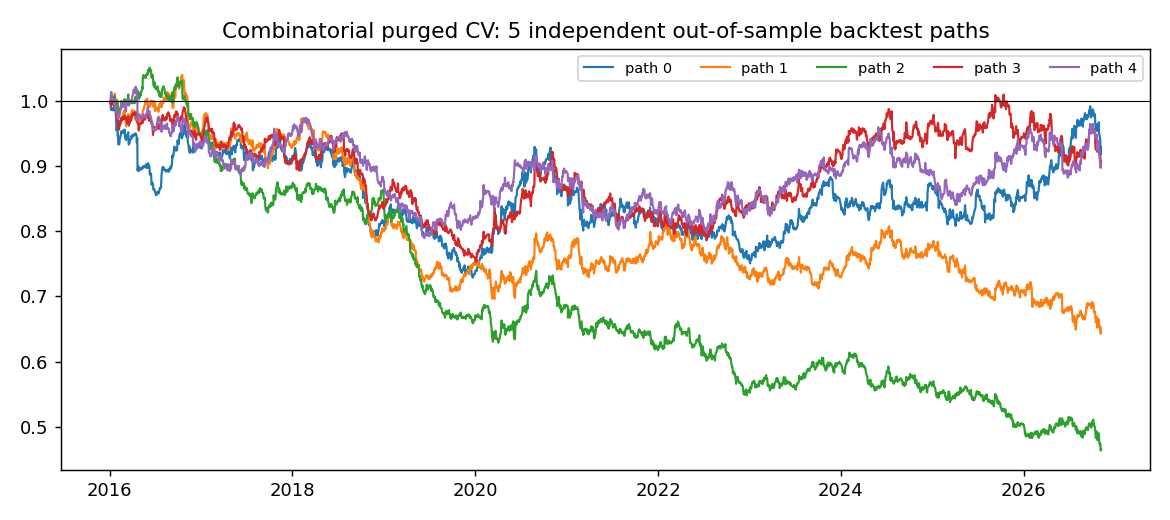 Combinatorial purged CV: 5 independent out-of-sample backtest paths
path 0 path 1 path 2 path 3 path 4
1.0
0.9
0.8
0.7
0.6
0.5
2016 2018 2020 2022 2024 2026